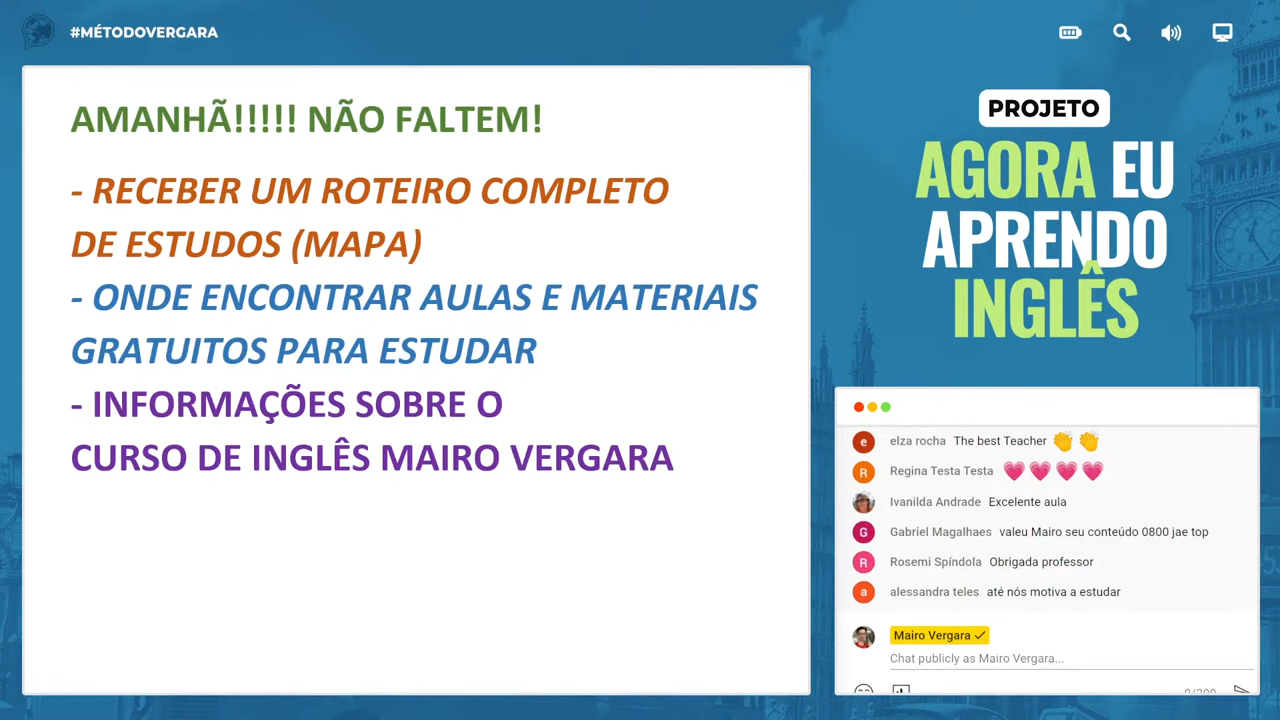 #MÉTODOVERGARA
AMANHÃ!!!!! NÃO FALTEM!
- RECEBER UM ROTEIRO COMPLETO
DE ESTUDOS (MAPA)
- ONDE ENCONTRAR AULAS E MATERIAIS
GRATUITOS PARA ESTUDAR
- INFORMAÇÕES SOBRE O
CURSO DE INGLÊS MAIRO VERGARA
PROJETO
AGORA EU
APRENDO
INGLÊS
e elza rocha The best Teacher 👏 👏
R Regina Testa Testa 💗 💗 💗 💗
Ivanilda Andrade Excelente aula
G Gabriel Magalhaes valeu Mairo seu conteúdo 0800 jae top
R Rosemi Spíndola Obrigada professor
a alessandra teles até nós motiva a estudar
Mairo Vergara ✓
Chat publicly as Mairo Vergara...
0/200